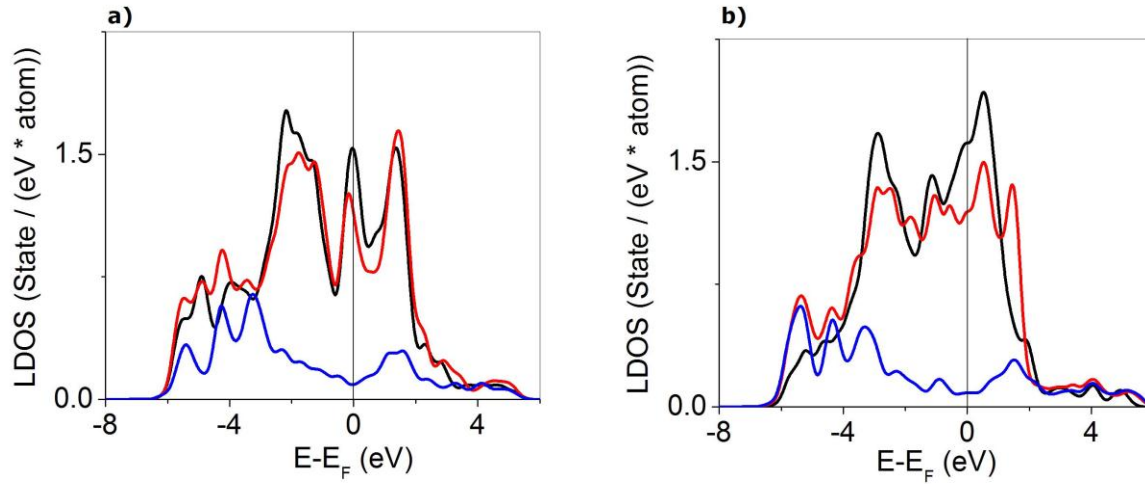 a)
LDOS (State / (eV * atom))
1.5
0.0
-8
-4
0
4
E-E_F (eV)
b)
LDOS (State / (eV * atom))
1.5
0.0
-8
-4
0
4
E-E_F (eV)